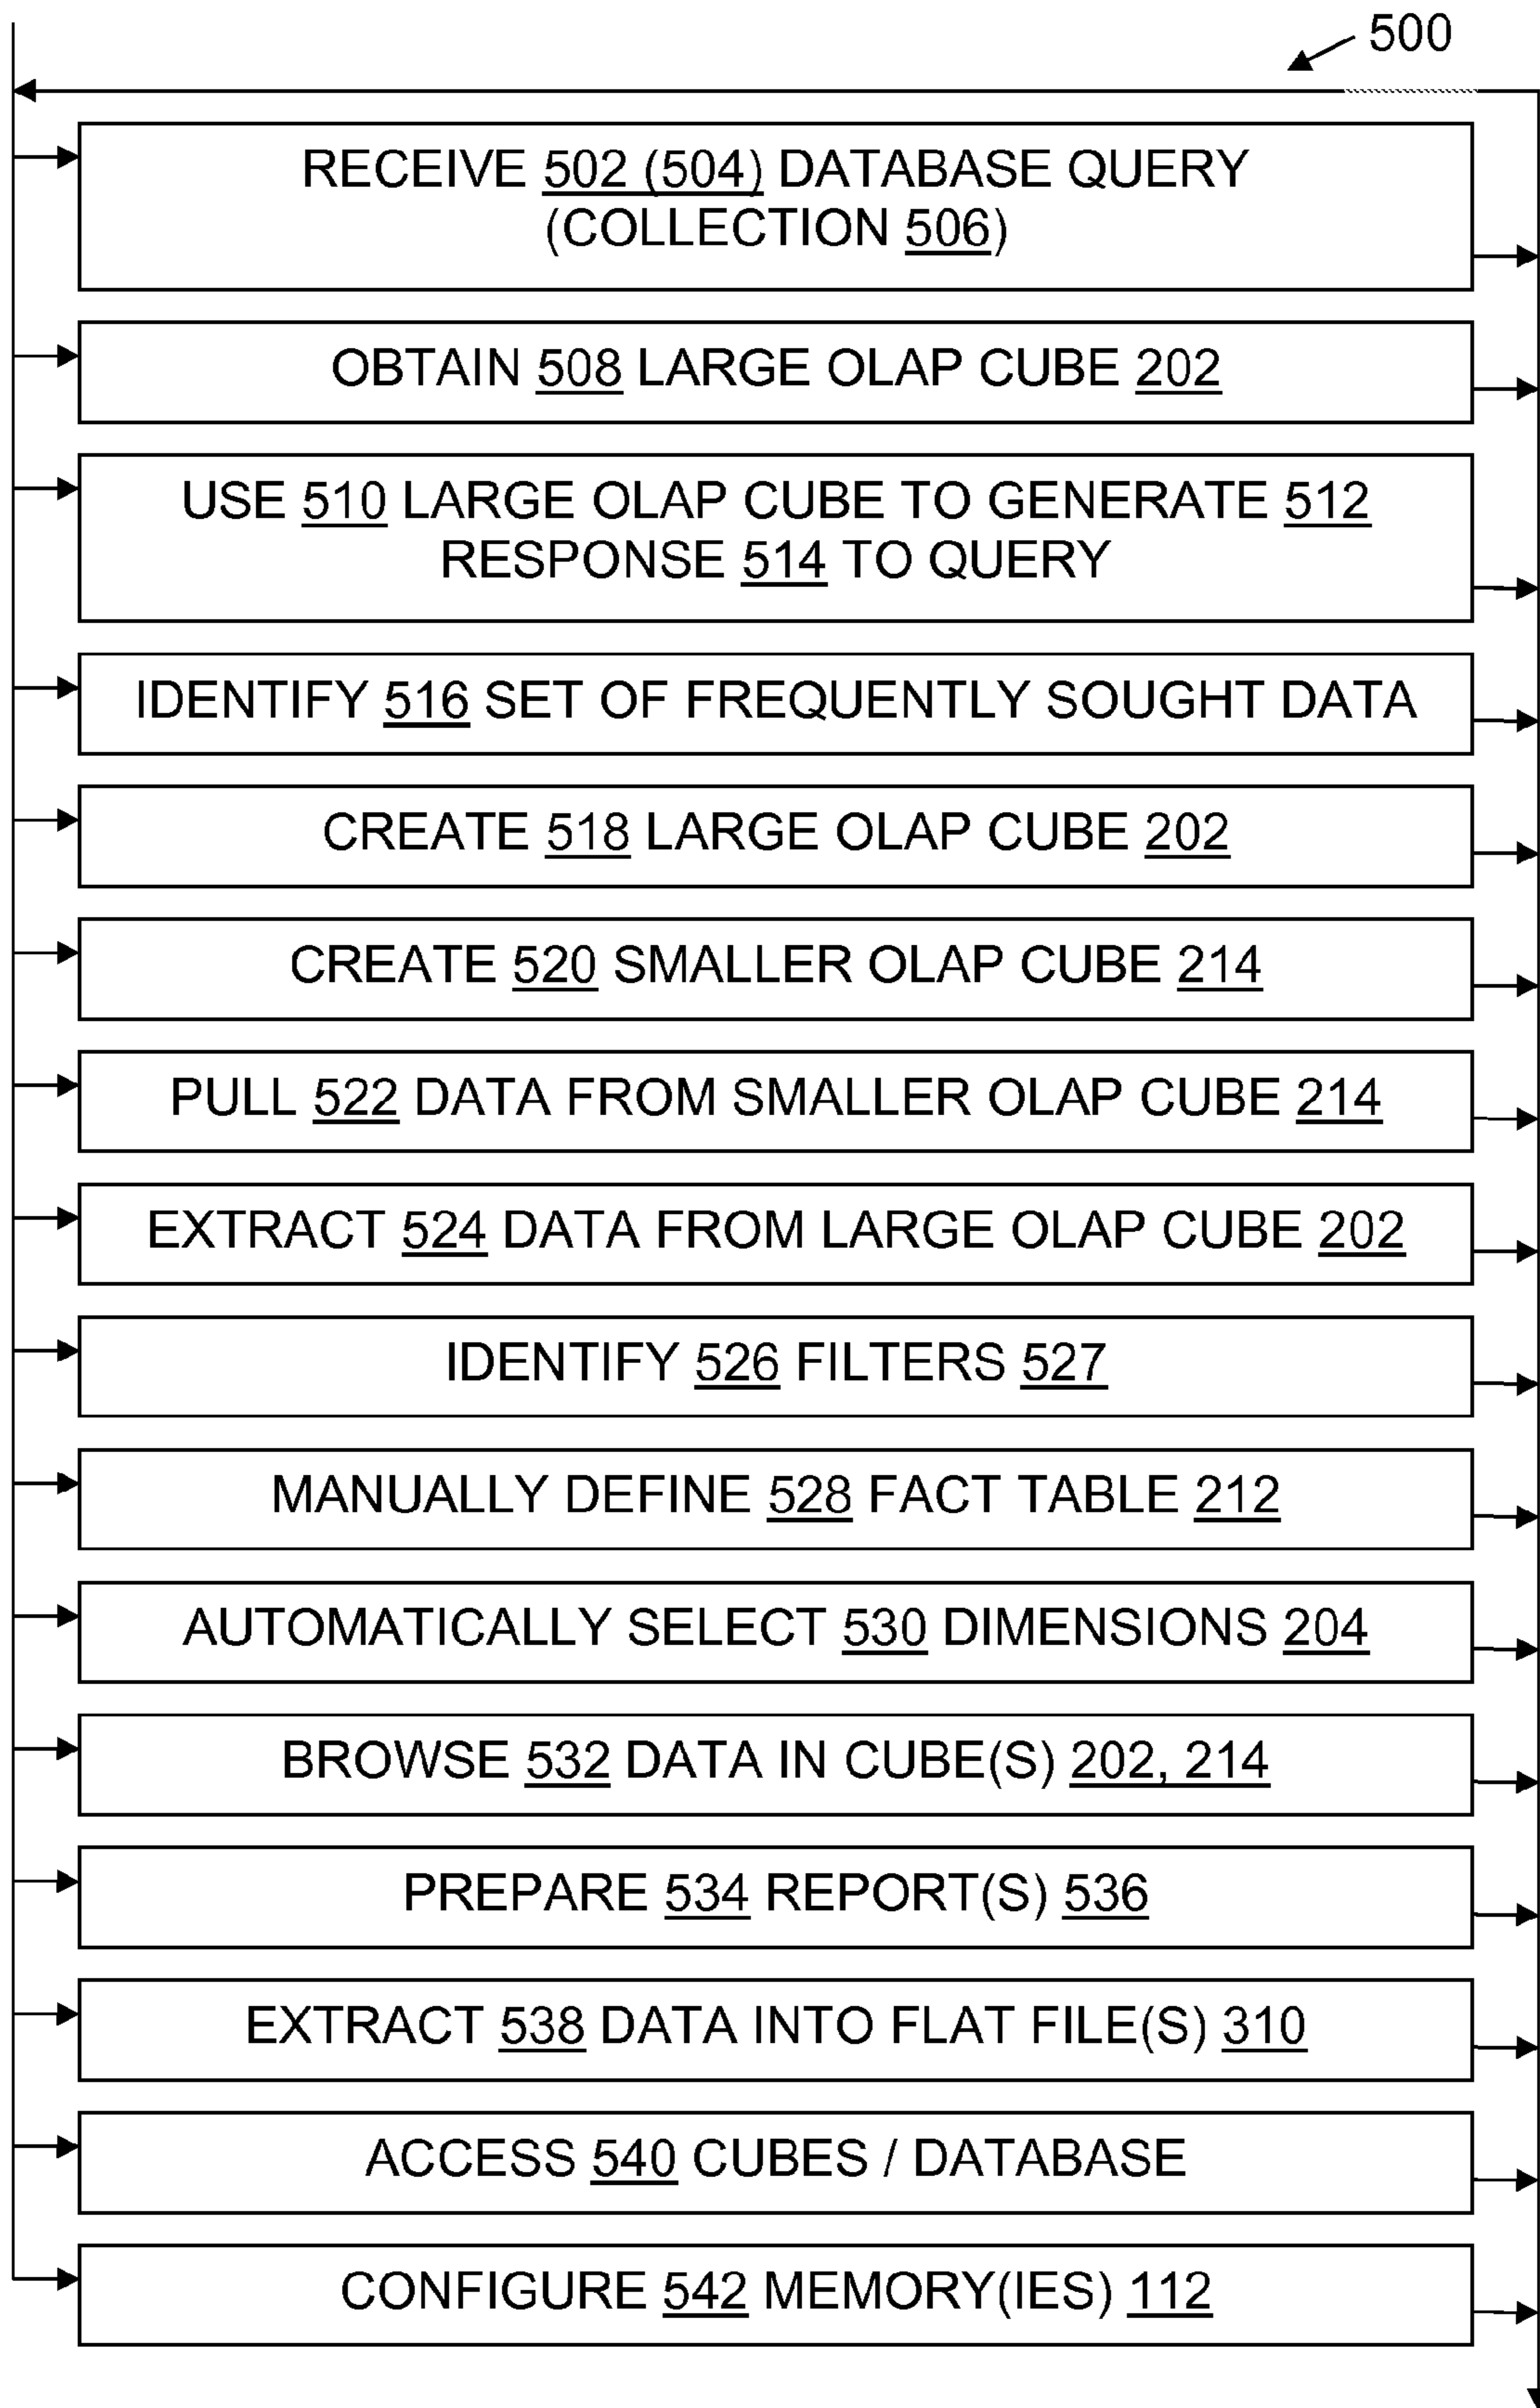 500
RECEIVE 502 (504) DATABASE QUERY
(COLLECTION 506)
OBTAIN 508 LARGE OLAP CUBE 202
USE 510 LARGE OLAP CUBE TO GENERATE 512
RESPONSE 514 TO QUERY
IDENTIFY 516 SET OF FREQUENTLY SOUGHT DATA
CREATE 518 LARGE OLAP CUBE 202
CREATE 520 SMALLER OLAP CUBE 214
PULL 522 DATA FROM SMALLER OLAP CUBE 214
EXTRACT 524 DATA FROM LARGE OLAP CUBE 202
IDENTIFY 526 FILTERS 527
MANUALLY DEFINE 528 FACT TABLE 212
AUTOMATICALLY SELECT 530 DIMENSIONS 204
BROWSE 532 DATA IN CUBE(S) 202, 214
PREPARE 534 REPORT(S) 536
EXTRACT 538 DATA INTO FLAT FILE(S) 310
ACCESS 540 CUBES / DATABASE
CONFIGURE 542 MEMORY(IES) 112